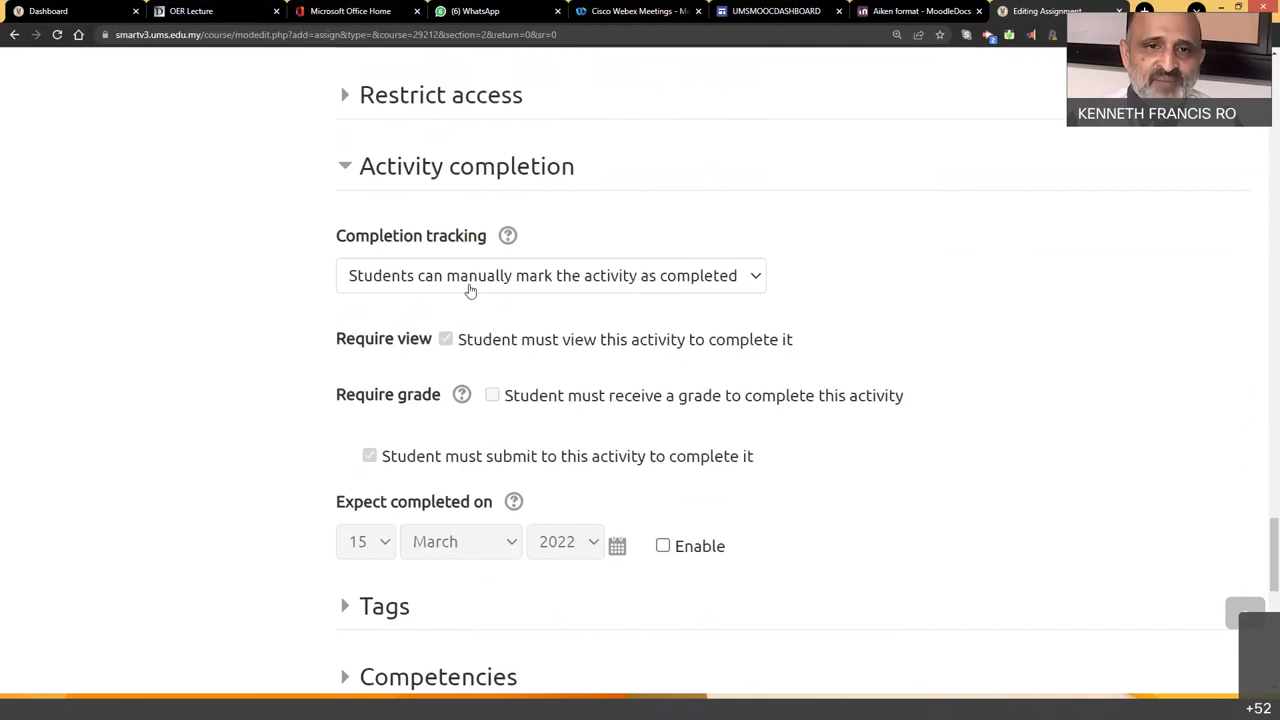 Dashboard
OER Lecture
Microsoft Office Home
(6) WhatsApp
Cisco Webex Meetings - M
UMSMOOCDASHBOARD
Aiken format - MoodleDocs
Editing Assignment
smartv3.ums.edu.my/course/modedit.php?add=assign&type=&course=29212&section=2&return=0&sr=0
KENNETH FRANCIS RO
Restrict access
Activity completion
Completion tracking
Students can manually mark the activity as completed
Require view Student must view this activity to complete it
Require grade Student must receive a grade to complete this activity
Student must submit to this activity to complete it
Expect completed on
15 March 2022 Enable
Tags
Competencies
+52